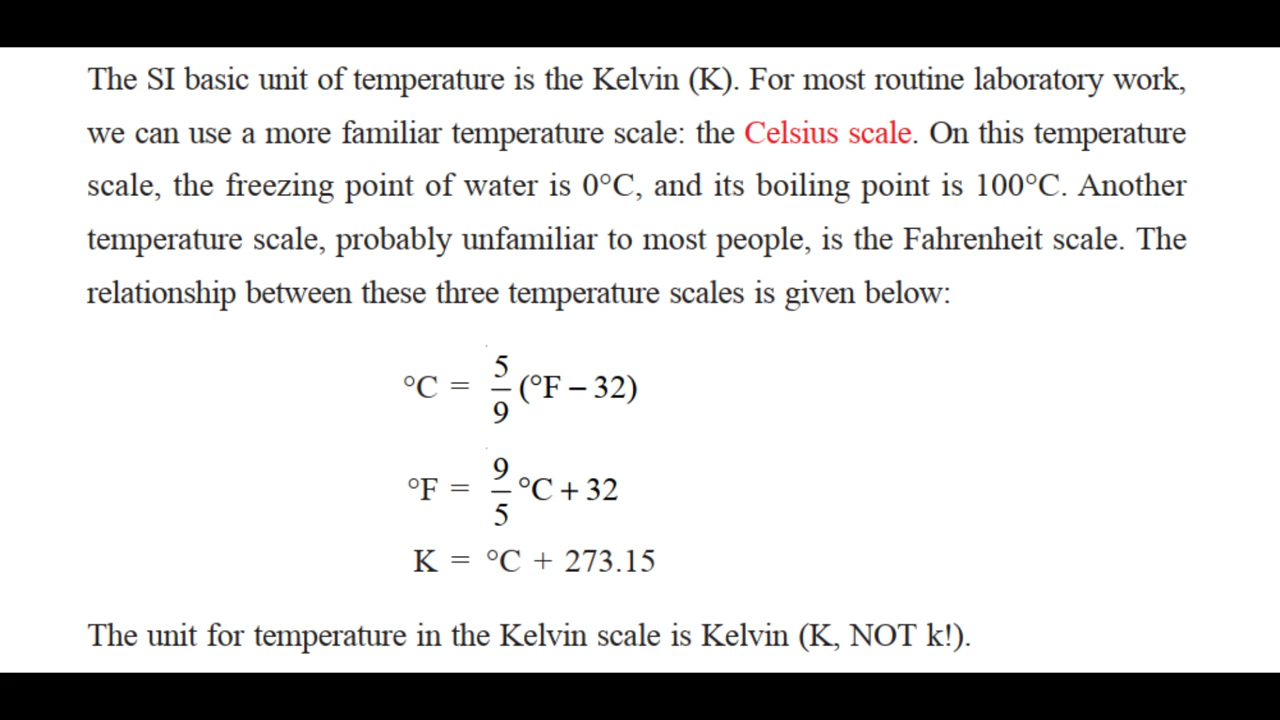 The SI basic unit of temperature is the Kelvin (K). For most routine laboratory work,
we can use a more familiar temperature scale: the Celsius scale. On this temperature
scale, the freezing point of water is 0°C, and its boiling point is 100°C. Another
temperature scale, probably unfamiliar to most people, is the Fahrenheit scale. The
relationship between these three temperature scales is given below:
°C = 5/9 (°F – 32)
°F = 9/5 °C + 32
K = °C + 273.15
The unit for temperature in the Kelvin scale is Kelvin (K, NOT k!).